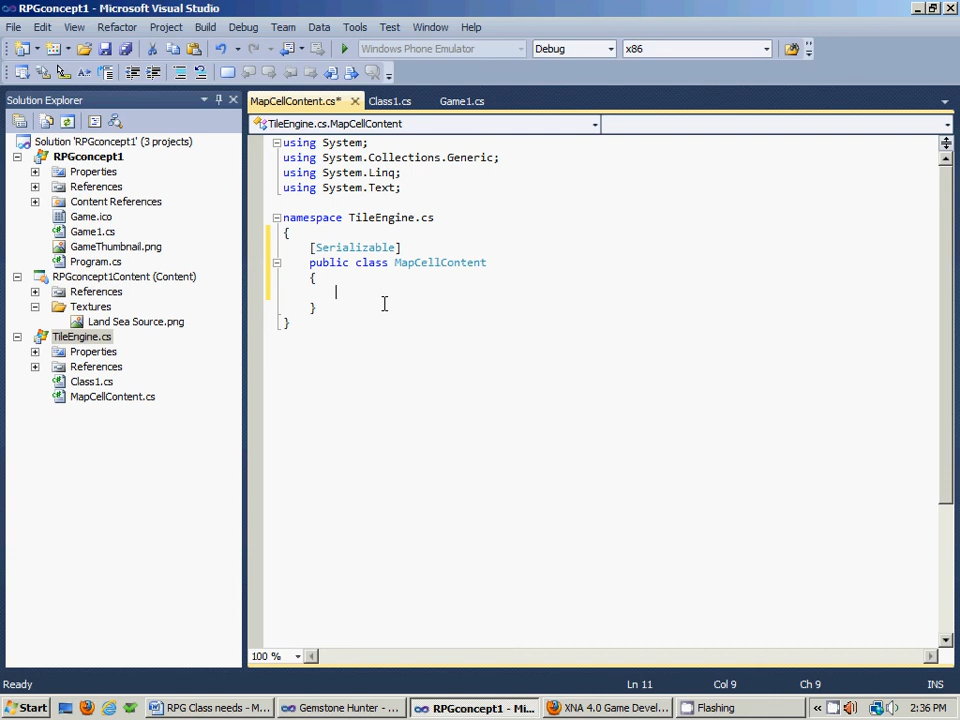 RPGconcept1 - Microsoft Visual Studio
File Edit View Refactor Project Build Debug Team Data Tools Test Window Help
Windows Phone Emulator Debug x86
Solution Explorer
MapCellContent.cs* Class1.cs Game1.cs
TileEngine.cs.MapCellContent
Solution 'RPGconcept1' (3 projects)
RPGconcept1
Properties
References
Content References
Game.ico
Game1.cs
GameThumbnail.png
Program.cs
RPGconcept1Content (Content)
References
Textures
Land Sea Source.png
TileEngine.cs
Properties
References
Class1.cs
MapCellContent.cs
using System;
using System.Collections.Generic;
using System.Linq;
using System.Text;
namespace TileEngine.cs
{
[Serializable]
public class MapCellContent
{
}
}
100 %
Ready Ln 11 Col 9 Ch 9 INS
Start RPG Class needs - M... Gemstone Hunter - ... RPGconcept1 - Mi... XNA 4.0 Game Devel... Flashing « 2:36 PM